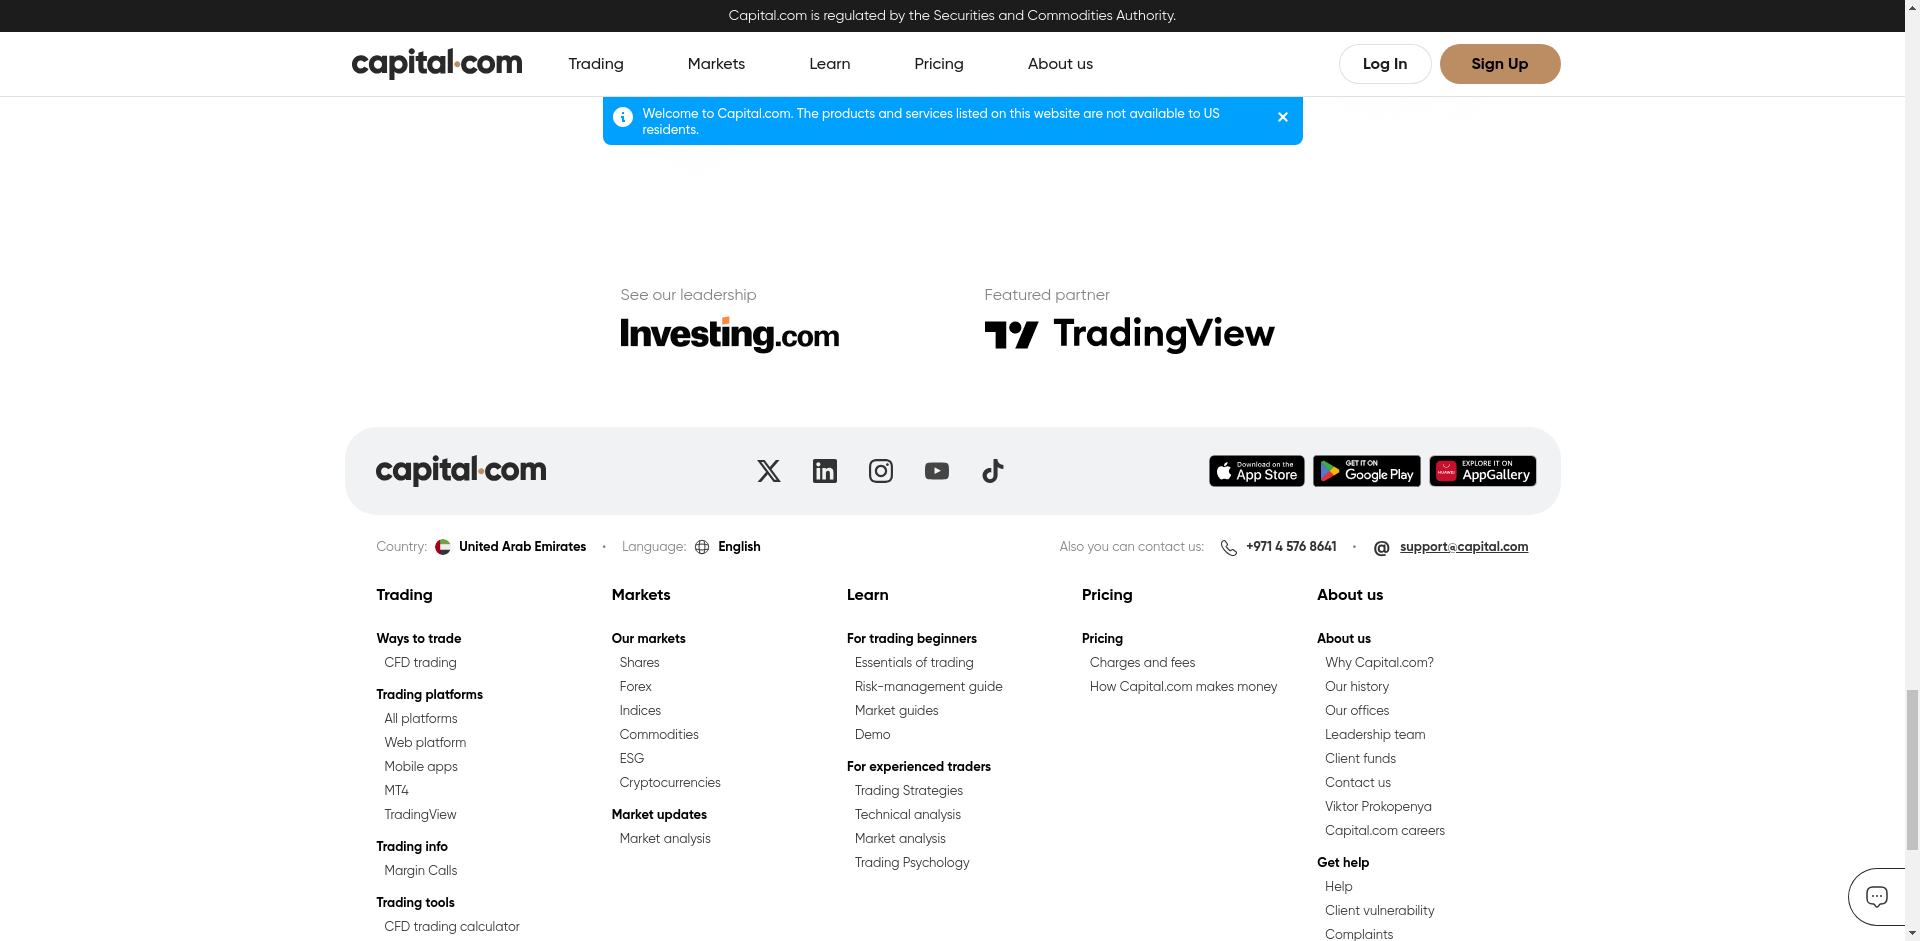 Capital.com is regulated by the Securities and Commodities Authority.
capital.com Trading Markets Learn Pricing About us Log In Sign Up
Welcome to Capital.com. The products and services listed on this website are not available to US
residents.
See our leadership Featured partner
Investing.com TradingView
capital.com Download on the App Store GET IT ON Google Play HUAWEI EXPLORE IT ON AppGallery
Country: United Arab Emirates • Language: English Also you can contact us: +971 4 576 8641 • @ support@capital.com
Trading
Ways to trade
CFD trading
Trading platforms
All platforms
Web platform
Mobile apps
MT4
TradingView
Trading info
Margin Calls
Trading tools
CFD trading calculator
Markets
Our markets
Shares
Forex
Indices
Commodities
ESG
Cryptocurrencies
Market updates
Market analysis
Learn
For trading beginners
Essentials of trading
Risk-management guide
Market guides
Demo
For experienced traders
Trading Strategies
Technical analysis
Market analysis
Trading Psychology
Pricing
Pricing
Charges and fees
How Capital.com makes money
About us
About us
Why Capital.com?
Our history
Our offices
Leadership team
Client funds
Contact us
Viktor Prokopenya
Capital.com careers
Get help
Help
Client vulnerability
Complaints